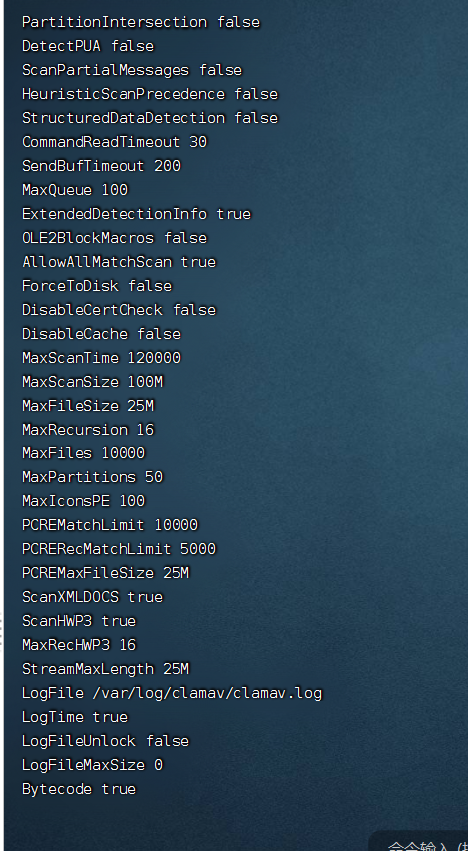 PartitionIntersection false
DetectPUA false
ScanPartialMessages false
HeuristicScanPrecedence false
StructuredDataDetection false
CommandReadTimeout 30
SendBufTimeout 200
MaxQueue 100
ExtendedDetectionInfo true
OLE2BlockMacros false
AllowAllMatchScan true
ForceToDisk false
DisableCertCheck false
DisableCache false
MaxScanTime 120000
MaxScanSize 100M
MaxFileSize 25M
MaxRecursion 16
MaxFiles 10000
MaxPartitions 50
MaxIconsPE 100
PCREMatchLimit 10000
PCRERecMatchLimit 5000
PCREMaxFileSize 25M
ScanXMLDOCS true
ScanHWP3 true
MaxRecHWP3 16
StreamMaxLength 25M
LogFile /var/log/clamav/clamav.log
LogTime true
LogFileUnlock false
LogFileMaxSize 0
Bytecode true
命令输入